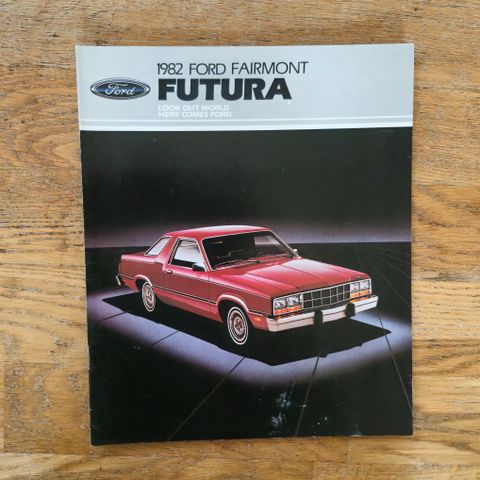 Ford
1982 FORD FAIRMONT
FUTURA
LOOK OUT WORLD
HERE COMES FORD